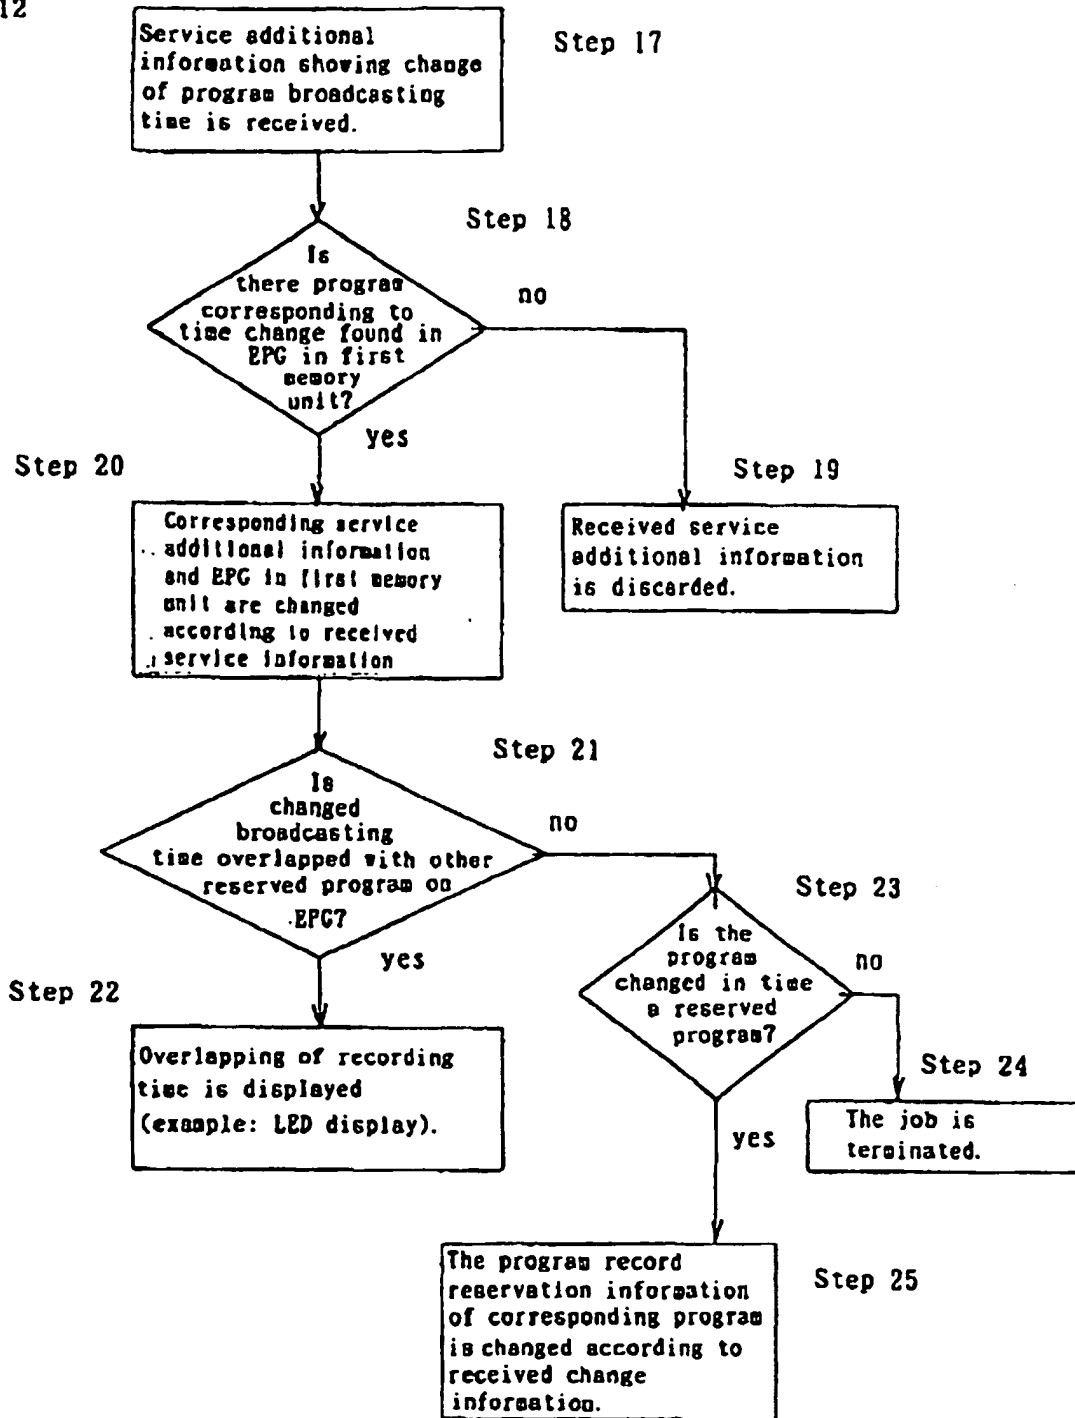 12
Service additional
information showing change
of program broadcasting
time is received.
Step 17
Step 18
Is
there program
corresponding to
time change found in
EPG in first
memory
unit?
no
yes
Step 20
Step 19
Corresponding service
additional information
and EPG in first memory
unit are changed
according to received
service information
Received service
additional information
is discarded.
Step 21
Is
changed
broadcasting
time overlapped with other
reserved program on
EPG?
no
yes
Step 23
Is the
program
changed in time
a reserved
program?
no
Step 22
Overlapping of recording
time is displayed
(example: LED display).
Step 24
The job is
terminated.
yes
The program record
reservation information
of corresponding program
is changed according to
received change
information.
Step 25